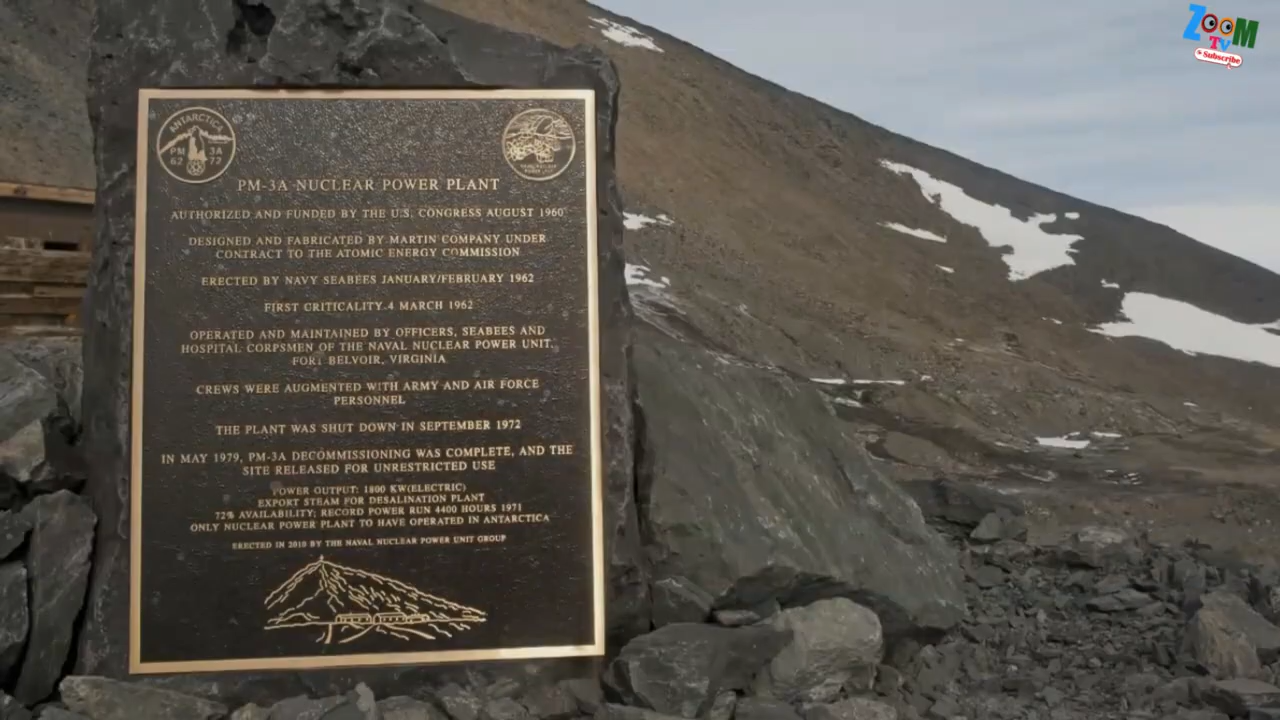 ZOOM
TV
Subscribe
ANTARCTICA
PM 3A
62 72
PM-3A NUCLEAR POWER PLANT
AUTHORIZED AND FUNDED BY THE U.S. CONGRESS AUGUST 1960
DESIGNED AND FABRICATED BY MARTIN COMPANY UNDER
CONTRACT TO THE ATOMIC ENERGY COMMISSION
ERECTED BY NAVY SEABEES JANUARY/FEBRUARY 1962
FIRST CRITICALITY 4 MARCH 1962
OPERATED AND MAINTAINED BY OFFICERS, SEABEES AND
HOSPITAL CORPSMEN OF THE NAVAL NUCLEAR POWER UNIT,
FORT BELVOIR, VIRGINIA
CREWS WERE AUGMENTED WITH ARMY AND AIR FORCE
PERSONNEL
THE PLANT WAS SHUT DOWN IN SEPTEMBER 1972
IN MAY 1979, PM-3A DECOMMISSIONING WAS COMPLETE, AND THE
SITE RELEASED FOR UNRESTRICTED USE
POWER OUTPUT: 1800 KW(ELECTRIC)
EXPORT STEAM FOR DESALINATION PLANT
72% AVAILABILITY; RECORD POWER RUN 4400 HOURS 1971
ONLY NUCLEAR POWER PLANT TO HAVE OPERATED IN ANTARCTICA
ERECTED IN 2010 BY THE NAVAL NUCLEAR POWER UNIT GROUP